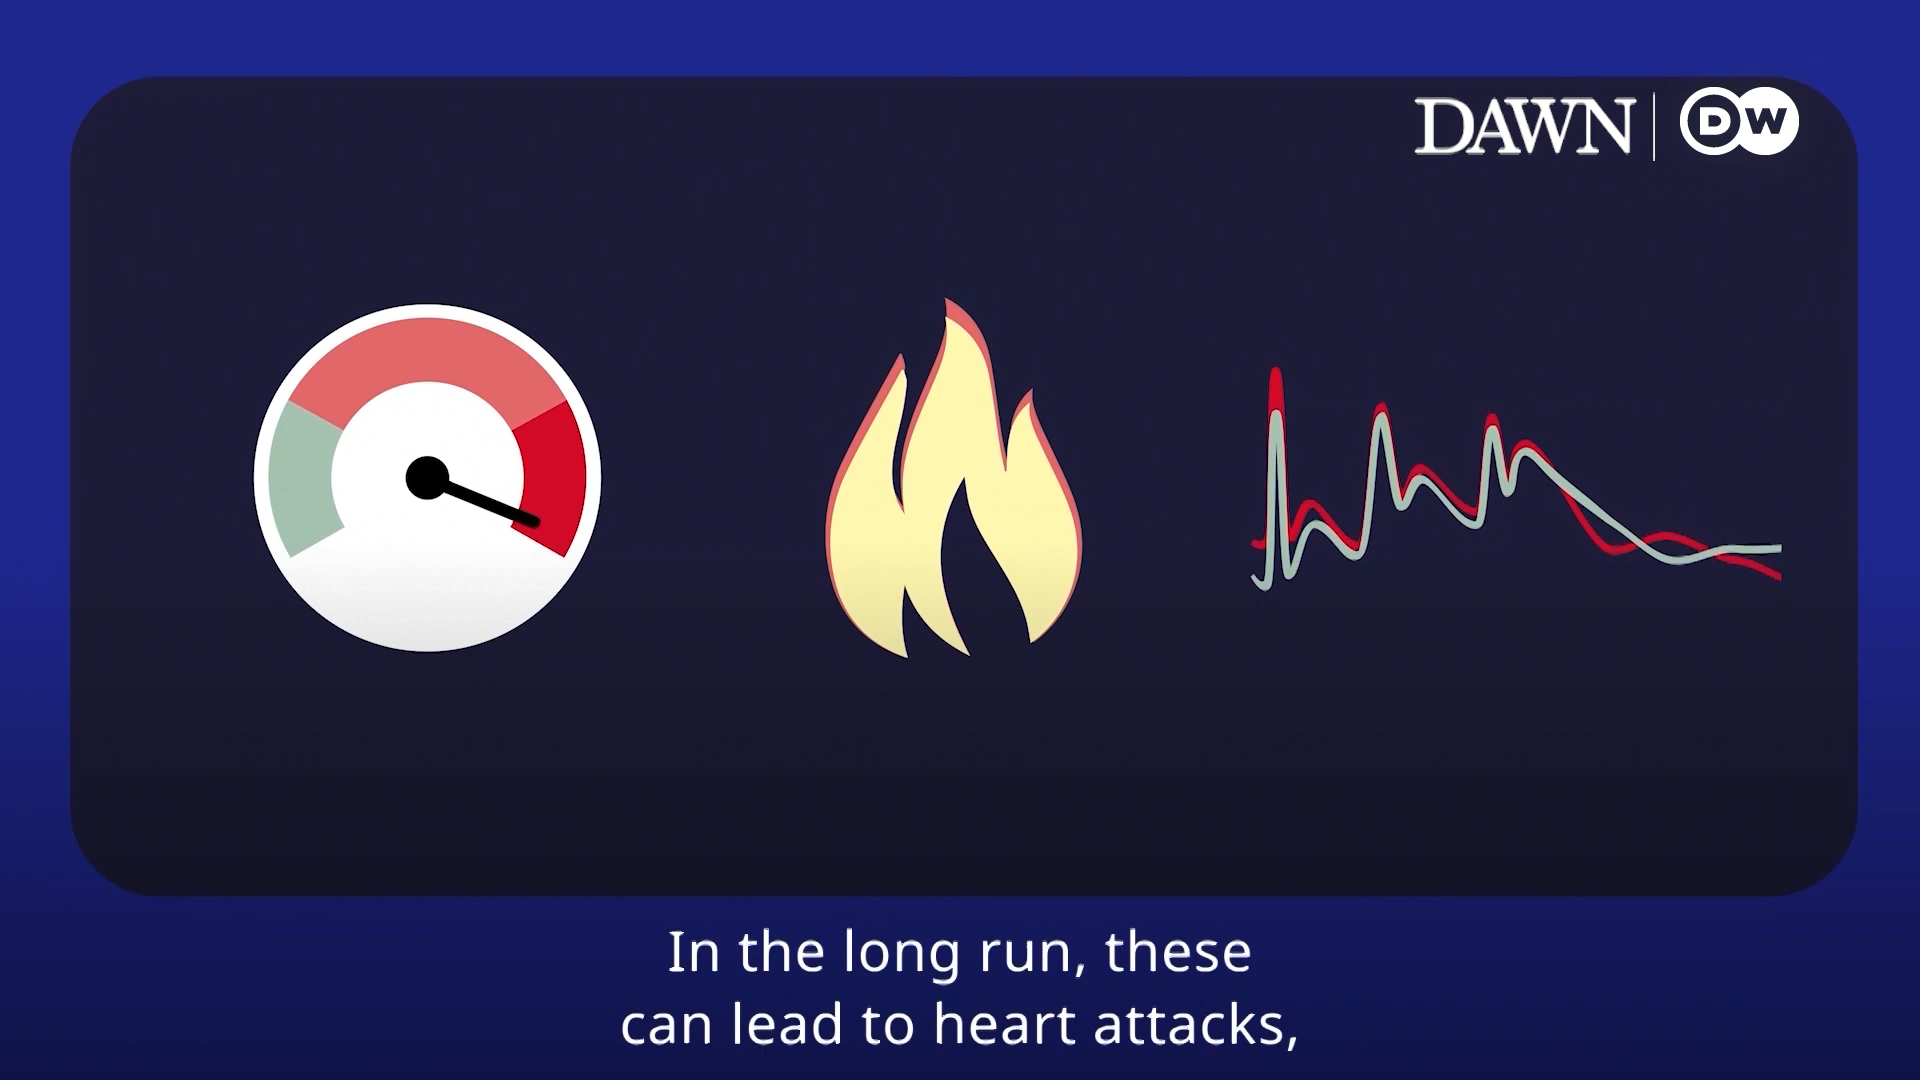 DAWN | DW
In the long run, these
can lead to heart attacks,